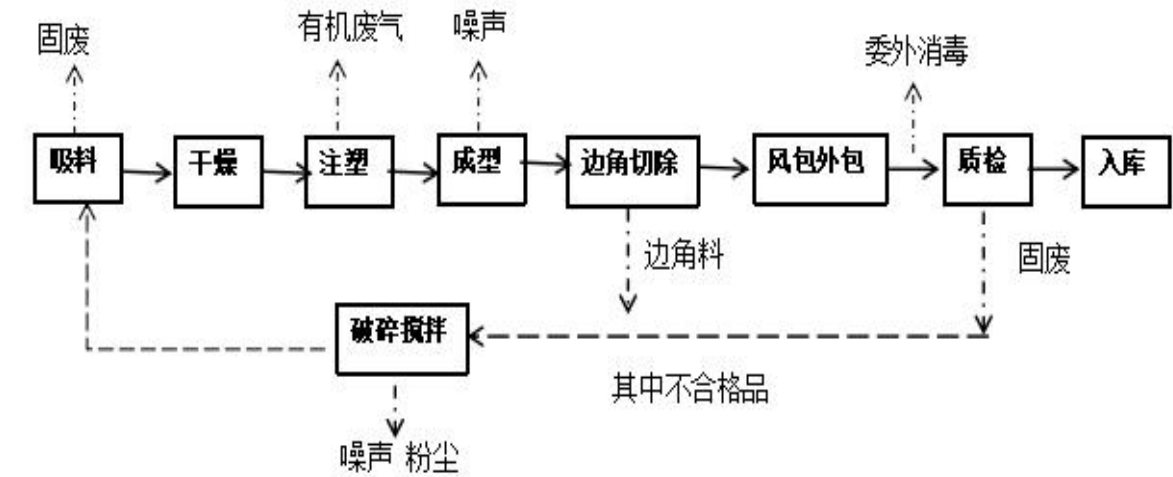 固废 有机废气 噪声 委外消毒
吸料 干燥 注塑 成型 边角切除 风包外包 质检 入库
边角料 固废
破碎搅拌
其中不合格品
噪声 粉尘